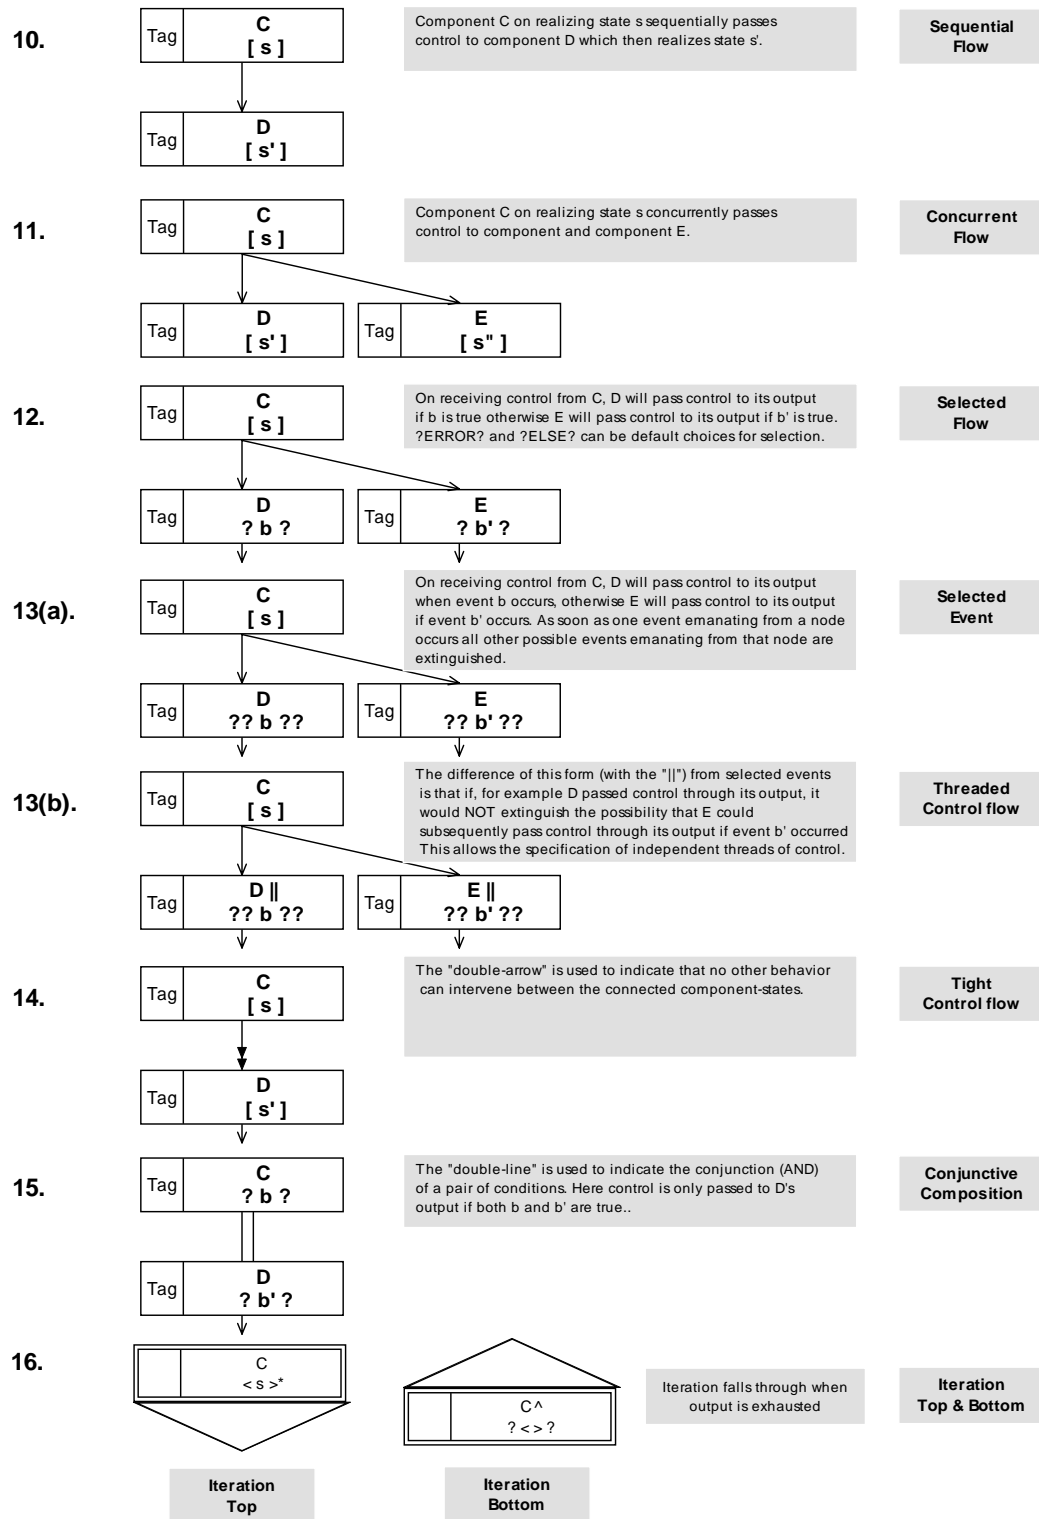 10.
Tag
C
[ s ]
Component C on realizing state s sequentially passes
control to component D which then realizes state s'.
Sequential
Flow
Tag
D
[ s' ]
11.
Tag
C
[ s ]
Component C on realizing state s concurrently passes
control to component and component E.
Concurrent
Flow
Tag
D
[ s' ]
Tag
E
[ s" ]
12.
Tag
C
[ s ]
On receiving control from C, D will pass control to its output
if b is true otherwise E will pass control to its output if b' is true.
?ERROR? and ?ELSE? can be default choices for selection.
Selected
Flow
Tag
D
? b ?
Tag
E
? b' ?
13(a).
Tag
C
[ s ]
On receiving control from C, D will pass control to its output
when event b occurs, otherwise E will pass control to its output
if event b' occurs. As soon as one event emanating from a node
occurs all other possible events emanating from that node are
extinguished.
Selected
Event
Tag
D
?? b ??
Tag
E
?? b' ??
13(b).
Tag
C
[ s ]
The difference of this form (with the "||") from selected events
is that if, for example D passed control through its output, it
would NOT extinguish the possibility that E could
subsequently pass control through its output if event b' occurred
This allows the specification of independent threads of control.
Threaded
Control flow
Tag
D ||
?? b ??
Tag
E ||
?? b' ??
14.
Tag
C
[ s ]
The "double-arrow" is used to indicate that no other behavior
can intervene between the connected component-states.
Tight
Control flow
Tag
D
[ s' ]
15.
Tag
C
? b ?
The "double-line" is used to indicate the conjunction (AND)
of a pair of conditions. Here control is only passed to D's
output if both b and b' are true..
Conjunctive
Composition
Tag
D
? b' ?
16.
C
< s >*
C ^
? < > ?
Iteration falls through when
output is exhausted
Iteration
Top & Bottom
Iteration
Top
Iteration
Bottom